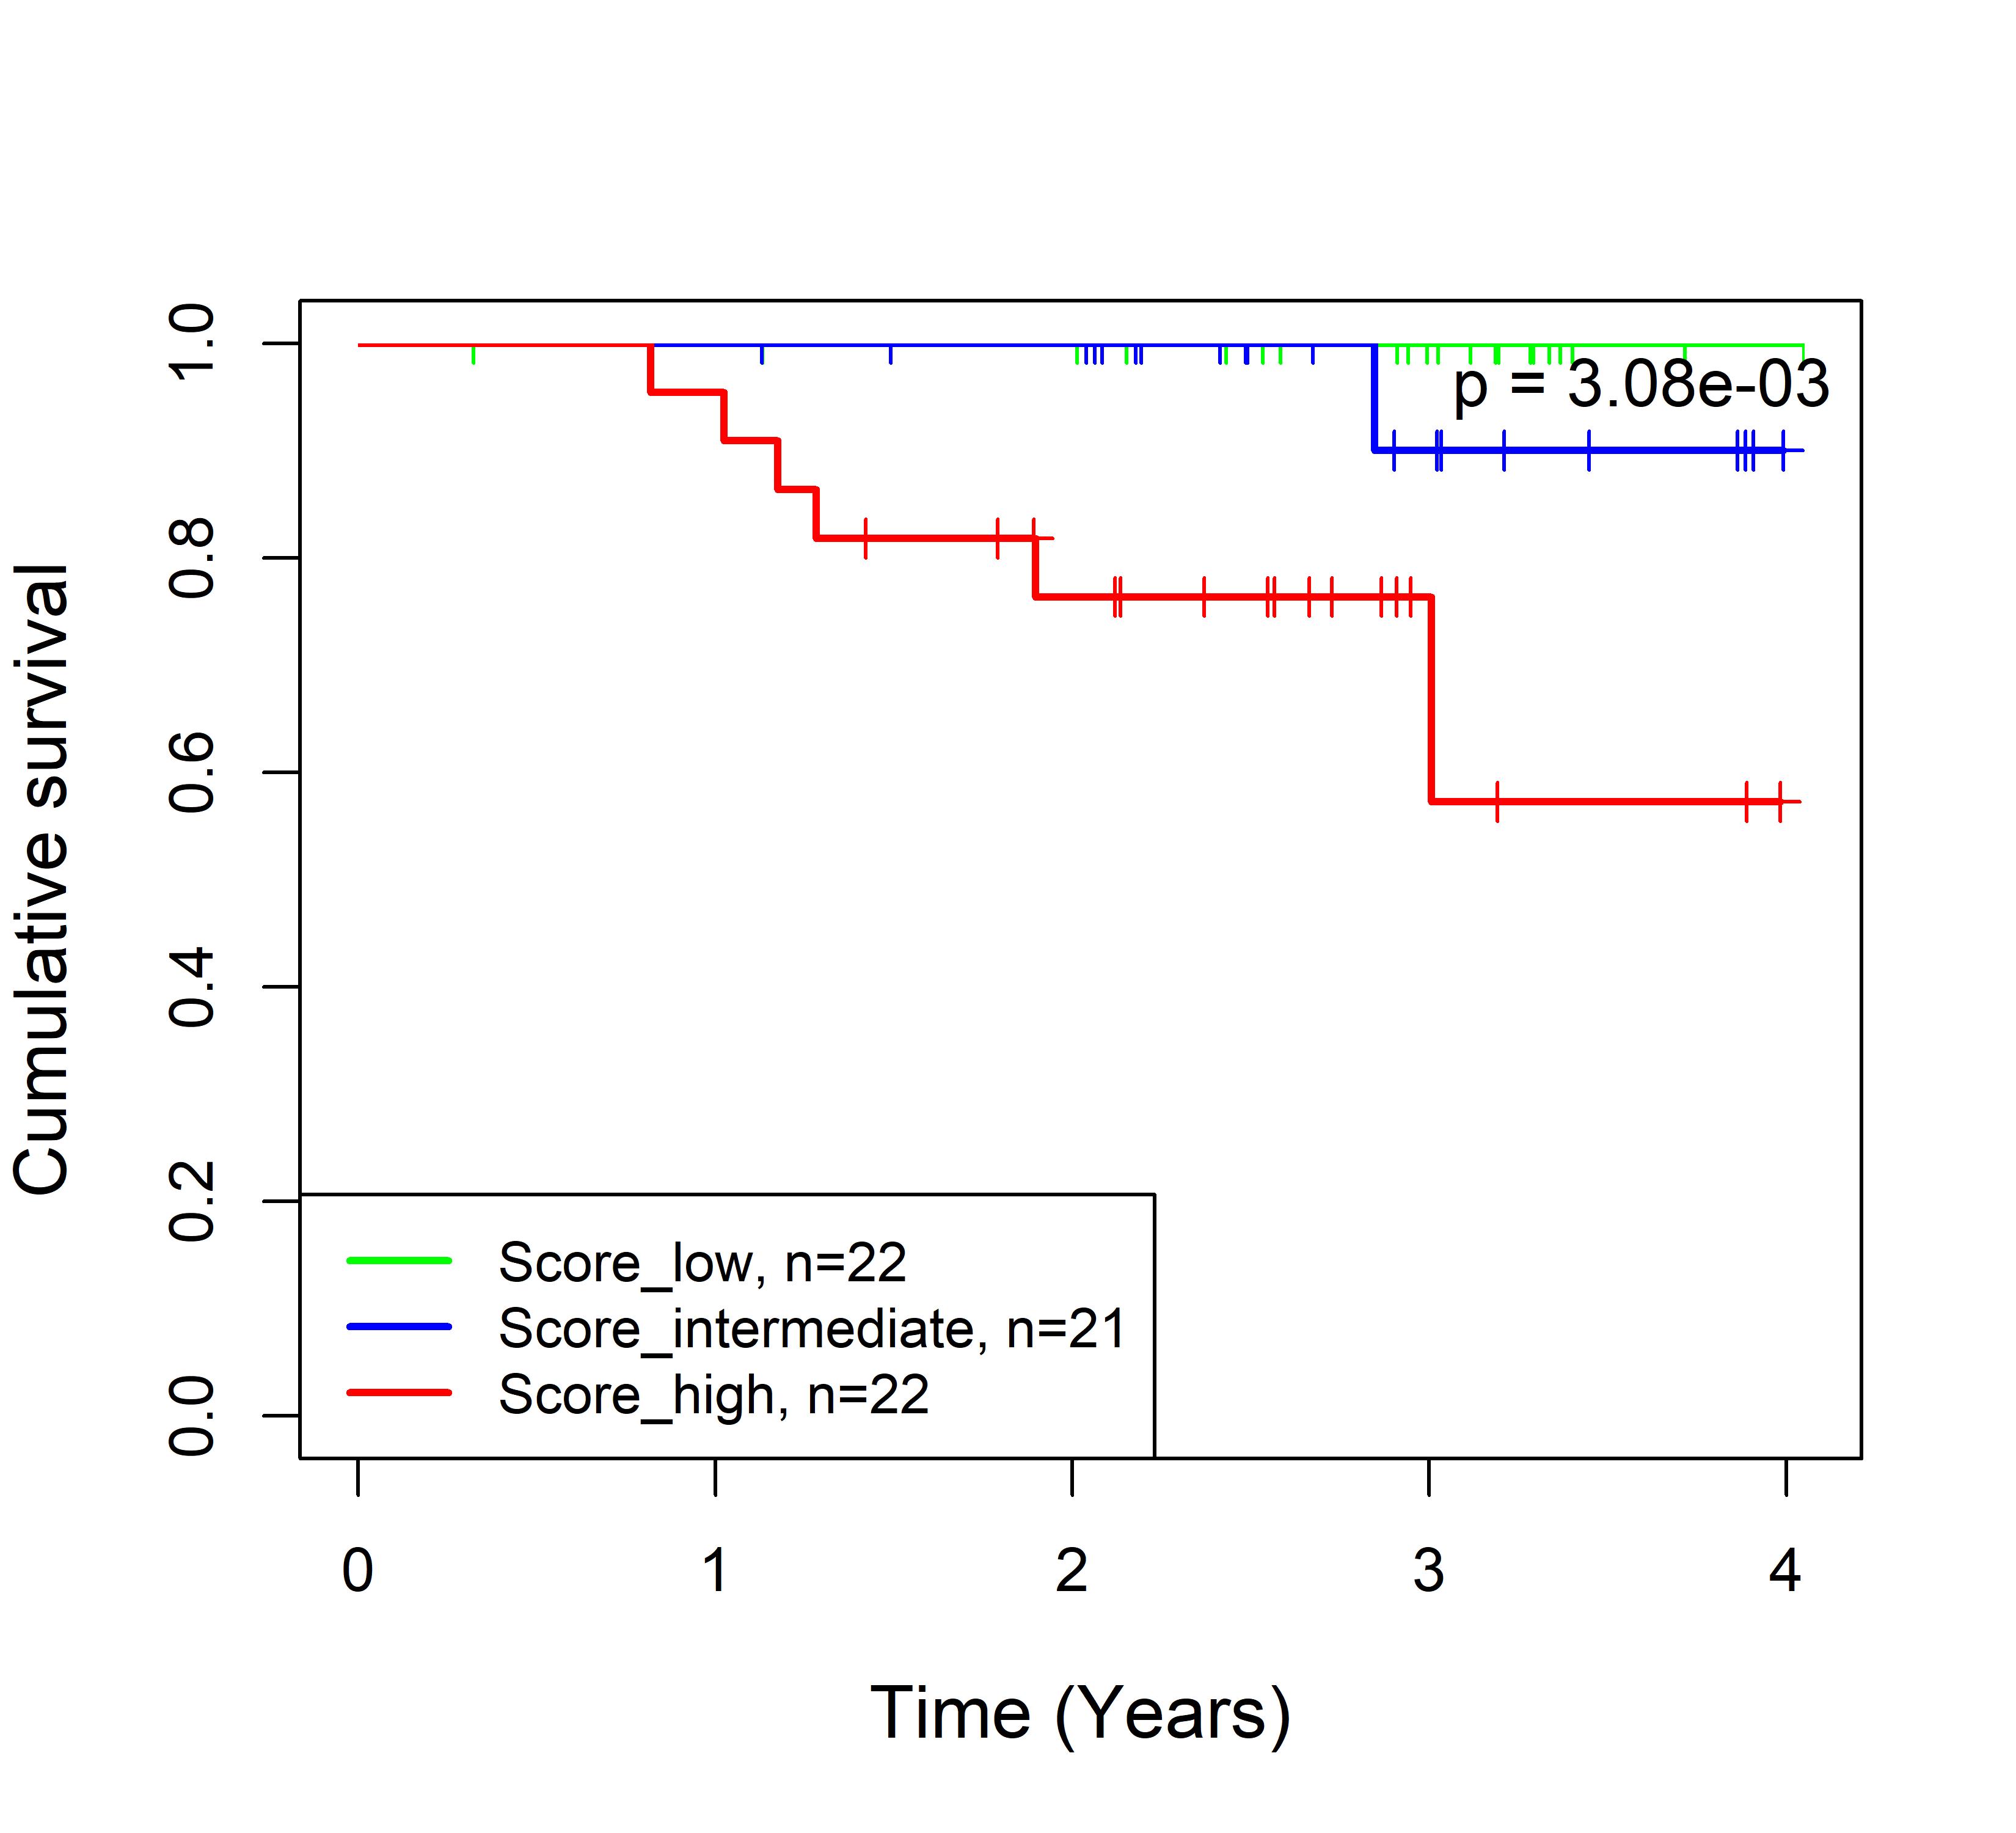 1.0
0.8
0.6
0.4
0.2
0.0
Cumulative survival
p = 3.08e-03
Score_low, n=22
Score_intermediate, n=21
Score_high, n=22
0 1 2 3 4
Time (Years)